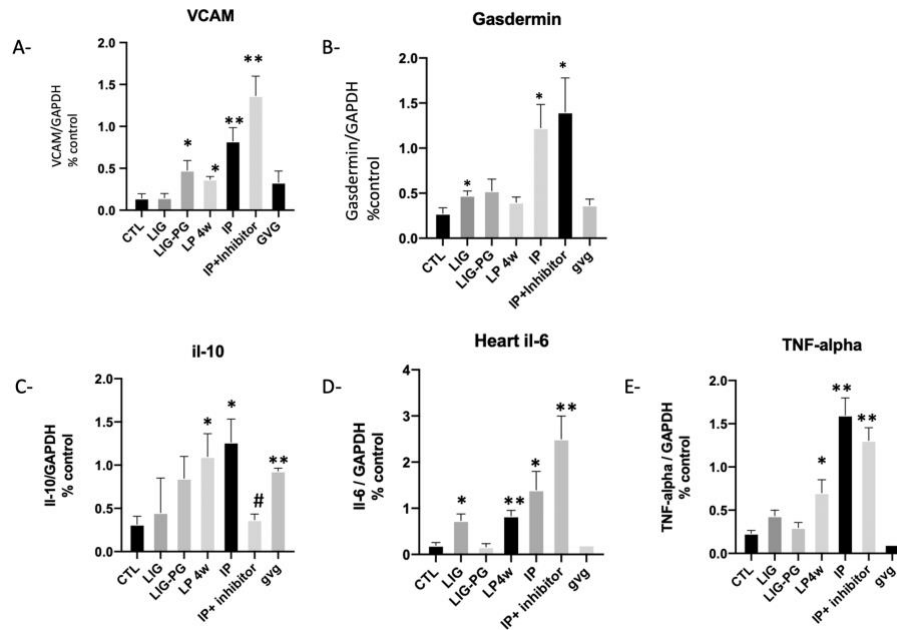 VCAM
A-
VCAM/GAPDH
% control
2.0
1.5
1.0
0.5
0.0
*
*
**
**
CTL
LIG
LIG-PG
LP 4w
IP
IP+Inhibitor
GVG
Gasdermin
B-
Gasdermin/GAPDH
%control
2.0
1.5
1.0
0.5
0.0
*
*
*
CTL
LIG
LIG-PG
LP 4w
IP
IP+Inhibitor
gvg
il-10
C-
Il-10/GAPDH
% control
2.0
1.5
1.0
0.5
0.0
*
*
#
**
CTL
LIG
LIG-PG
LP 4w
IP
IP+ inhibitor
gvg
Heart il-6
D-
Il-6 / GAPDH
% control
4
3
2
1
0
*
**
*
**
CTL
LIG
LIG-PG
LP4w
IP
IP+ inhibitor
gvg
TNF-alpha
E-
TNF-alpha / GAPDH
% control
2.0
1.5
1.0
0.5
0.0
*
**
**
CTL
LIG
LIG-PG
LP4w
IP
IP+ inhibitor
gvg